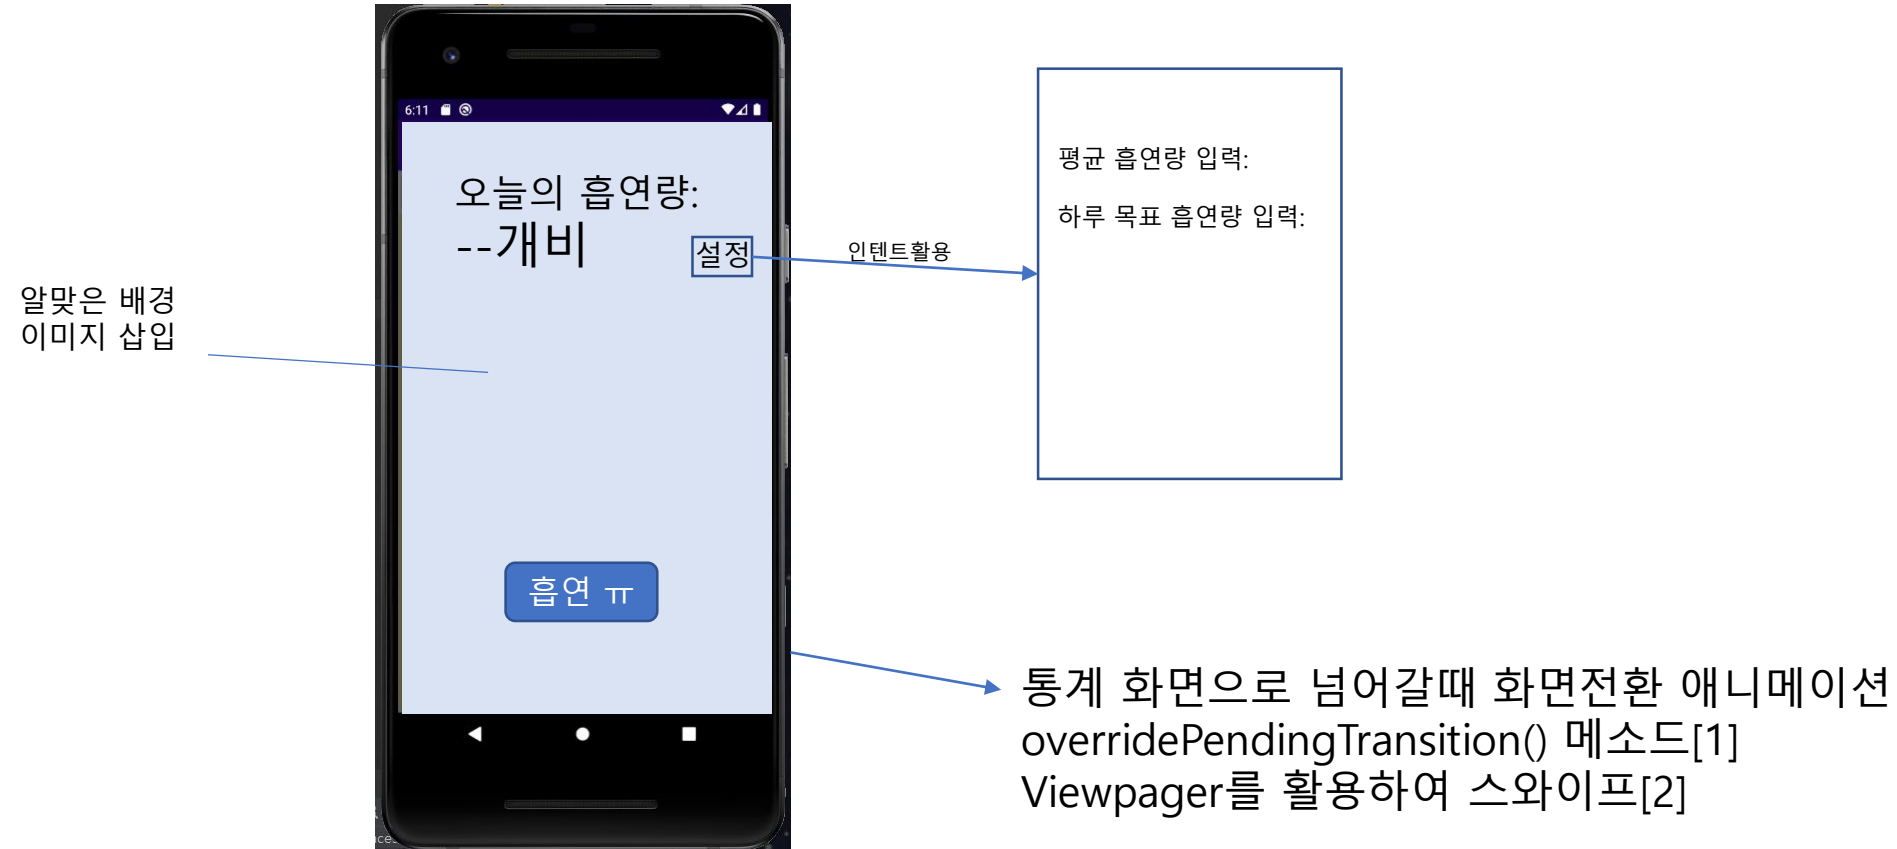 6:11
오늘의 흡연량:
--개비
설정
인텐트활용
평균 흡연량 입력:
하루 목표 흡연량 입력:
알맞은 배경
이미지 삽입
흡연 ㅠ
통계 화면으로 넘어갈때 화면전환 애니메이션
overridePendingTransition() 메소드[1]
Viewpager를 활용하여 스와이프[2]